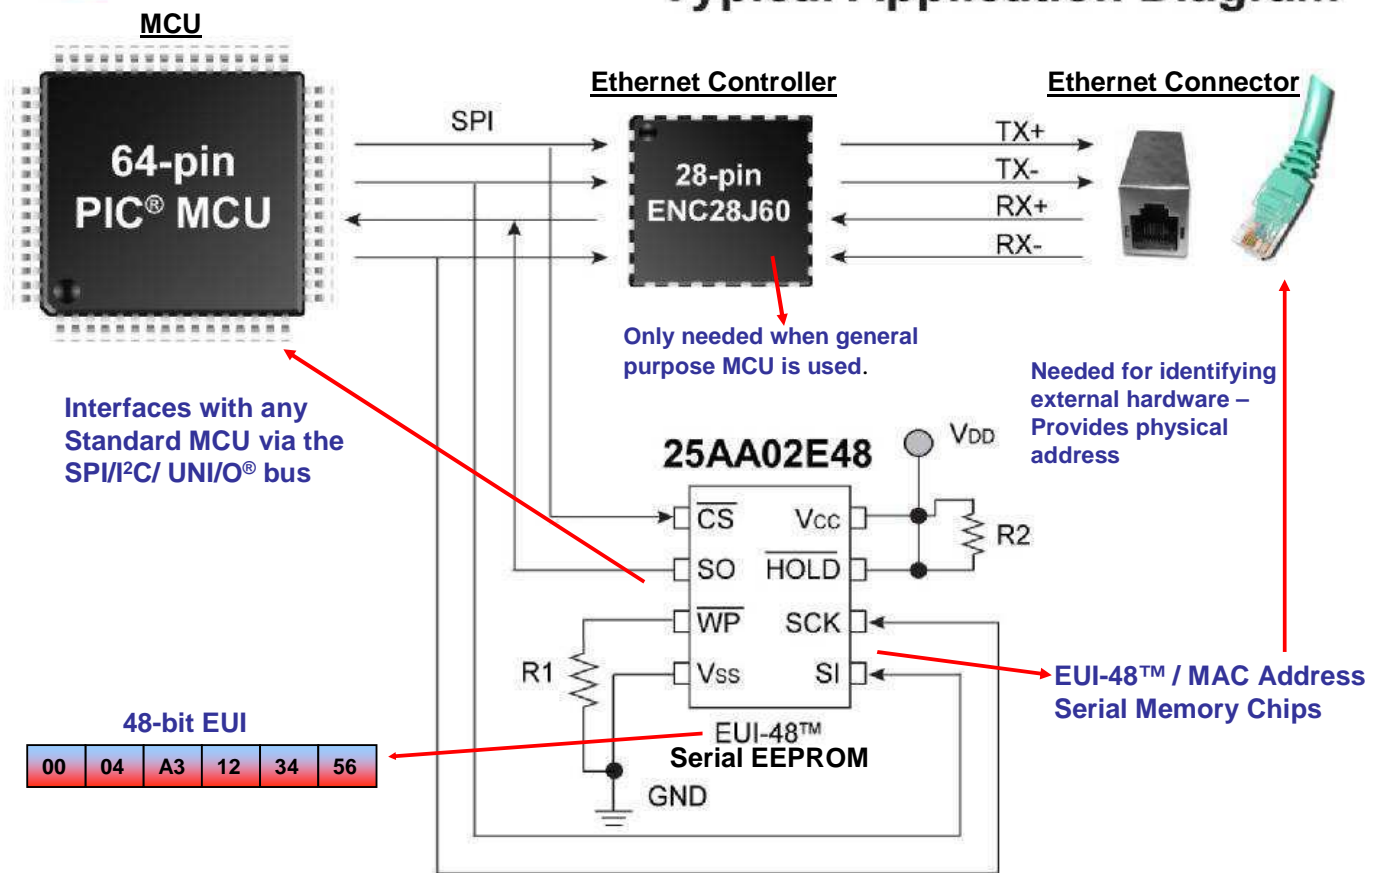 Typical Application Diagram
MCU
Ethernet Controller
Ethernet Connector
SPI
64-pin
PIC® MCU
28-pin
ENC28J60
TX+
TX-
RX+
RX-
Only needed when general
purpose MCU is used.
Needed for identifying
external hardware –
Provides physical
address
Interfaces with any
Standard MCU via the
SPI/I²C/ UNI/O® bus
25AA02E48
VDD
CS
VCC
R2
SO
HOLD
WP
SCK
R1
VSS
SI
EUI-48™ / MAC Address
Serial Memory Chips
48-bit EUI
00 04 A3 12 34 56
EUI-48™
Serial EEPROM
GND